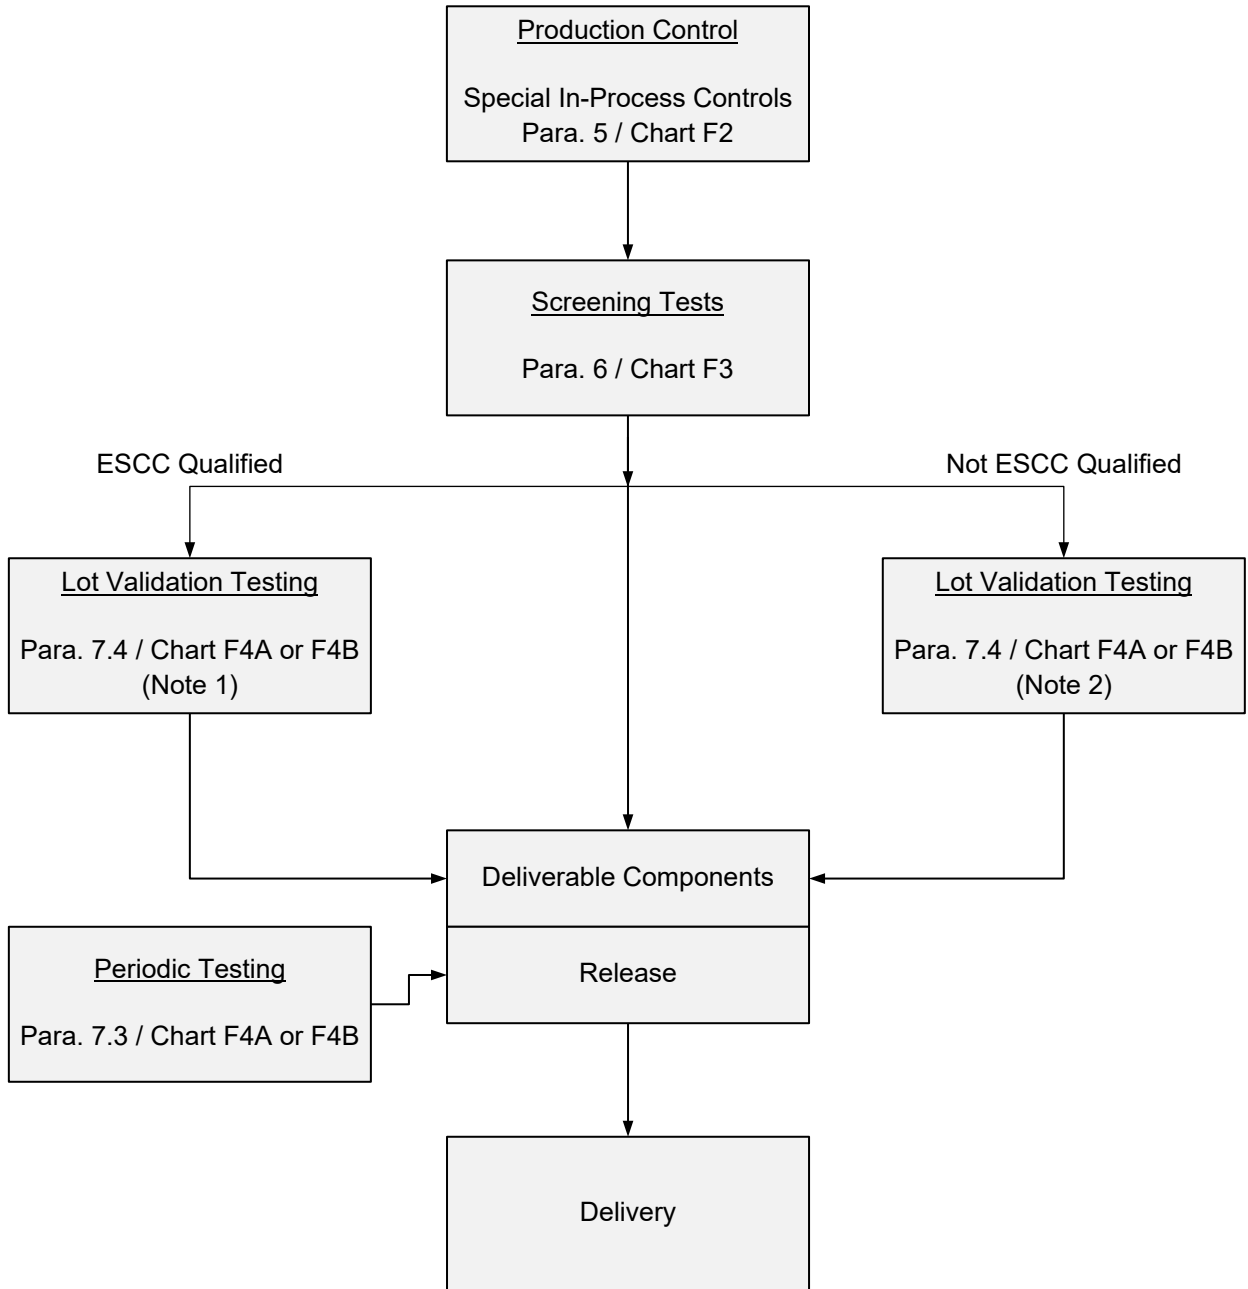 Production Control
Special In-Process Controls
Para. 5 / Chart F2
Screening Tests
Para. 6 / Chart F3
ESCC Qualified
Not ESCC Qualified
Lot Validation Testing
Para. 7.4 / Chart F4A or F4B
(Note 1)
Lot Validation Testing
Para. 7.4 / Chart F4A or F4B
(Note 2)
Deliverable Components
Periodic Testing
Para. 7.3 / Chart F4A or F4B
Release
Delivery